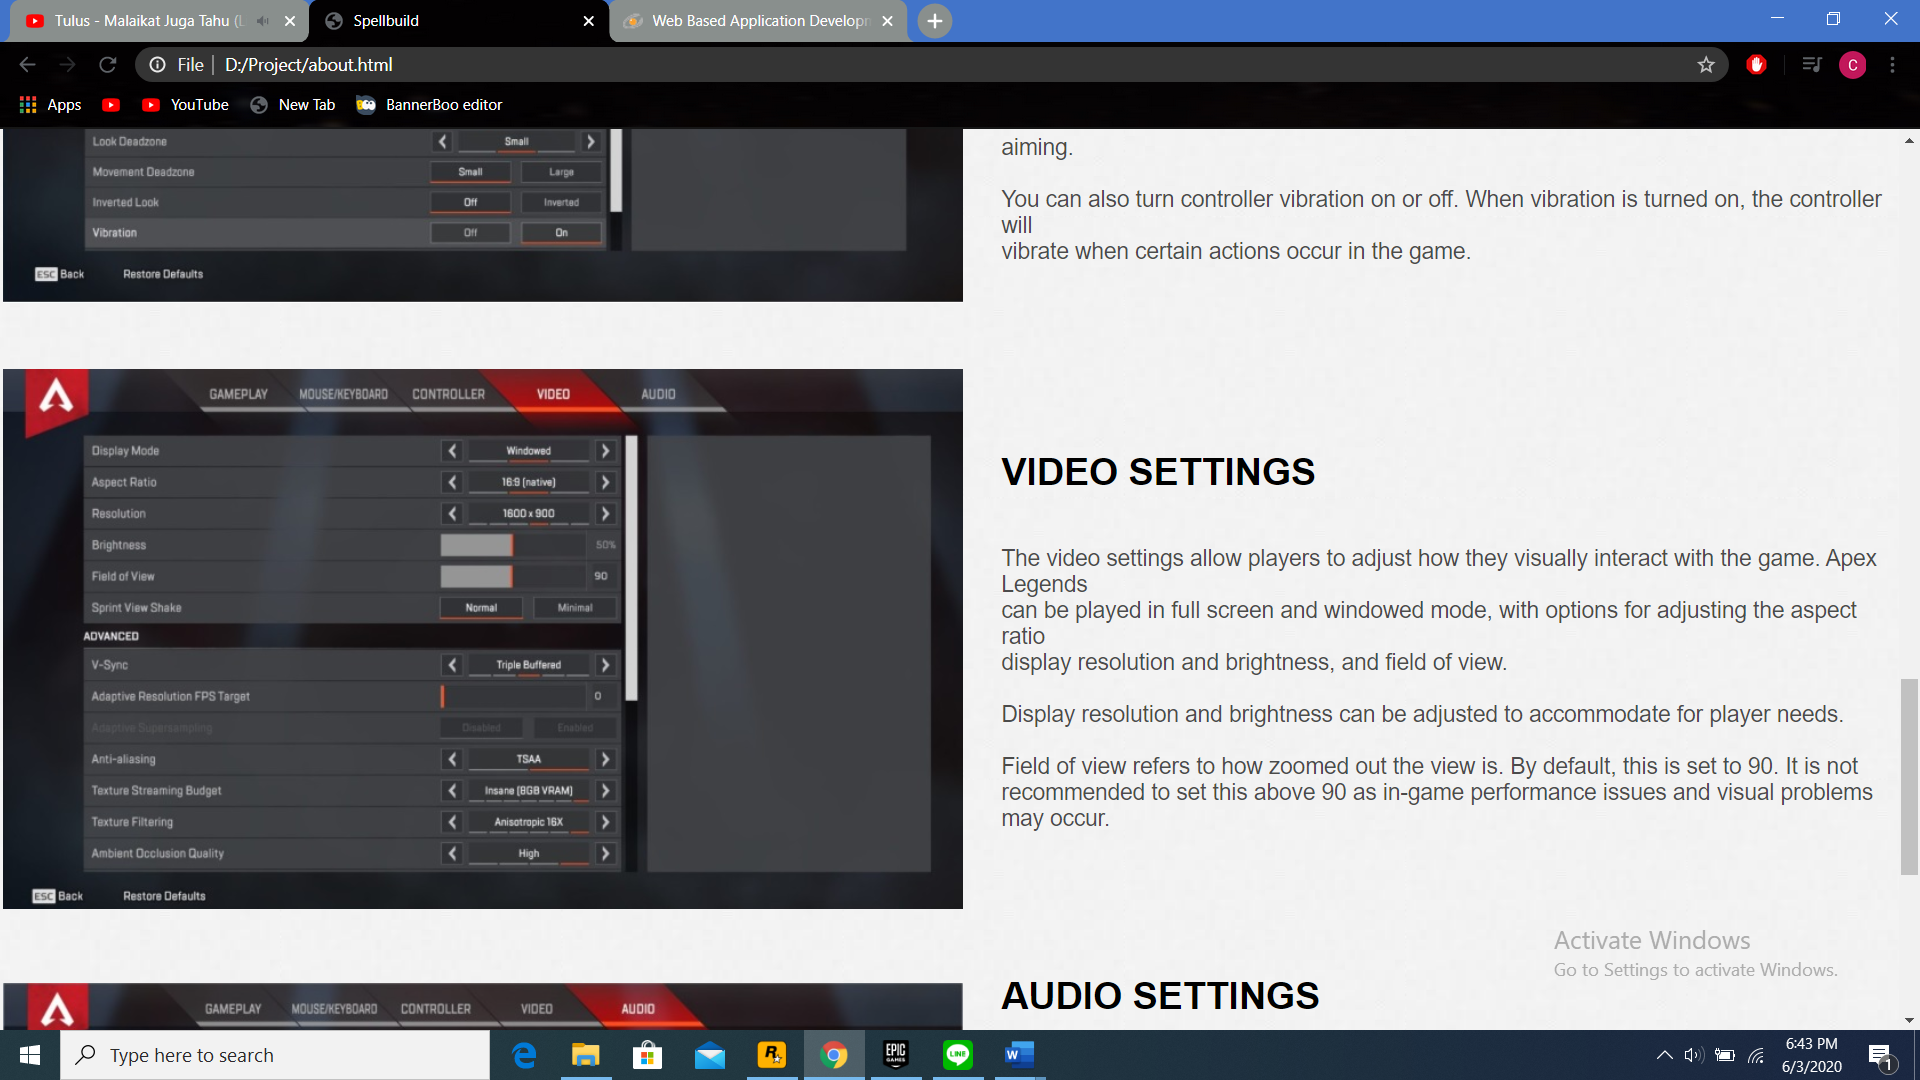 Tulus - Malaikat Juga Tahu (L
Spellbuild
Web Based Application Developm
File
D:/Project/about.html
C
Apps
YouTube
New Tab
BannerBoo editor
Look Deadzone
Small
Movement Deadzone
Small
Large
Inverted Look
Off
Inverted
Vibration
Off
On
ESC Back
Restore Defaults
aiming.
You can also turn controller vibration on or off. When vibration is turned on, the controller
will
vibrate when certain actions occur in the game.
GAMEPLAY
MOUSE/KEYBOARD
CONTROLLER
VIDEO
AUDIO
Display Mode
Windowed
Aspect Ratio
16:9 (native)
Resolution
1600 x 900
Brightness
50%
Field of View
90
Sprint View Shake
Normal
Minimal
ADVANCED
V-Sync
Triple Buffered
Adaptive Resolution FPS Target
0
Adaptive Supersampling
Disabled
Enabled
Anti-aliasing
TSAA
Texture Streaming Budget
Insane (8GB VRAM)
Texture Filtering
Anisotropic 16X
Ambient Occlusion Quality
High
ESC Back
Restore Defaults
VIDEO SETTINGS
The video settings allow players to adjust how they visually interact with the game. Apex
Legends
can be played in full screen and windowed mode, with options for adjusting the aspect
ratio
display resolution and brightness, and field of view.
Display resolution and brightness can be adjusted to accommodate for player needs.
Field of view refers to how zoomed out the view is. By default, this is set to 90. It is not
recommended to set this above 90 as in-game performance issues and visual problems
may occur.
Activate Windows
Go to Settings to activate Windows.
GAMEPLAY
MOUSE/KEYBOARD
CONTROLLER
VIDEO
AUDIO
AUDIO SETTINGS
Type here to search
R
EPIC
GAMES
LINE
W
6:43 PM
6/3/2020
1